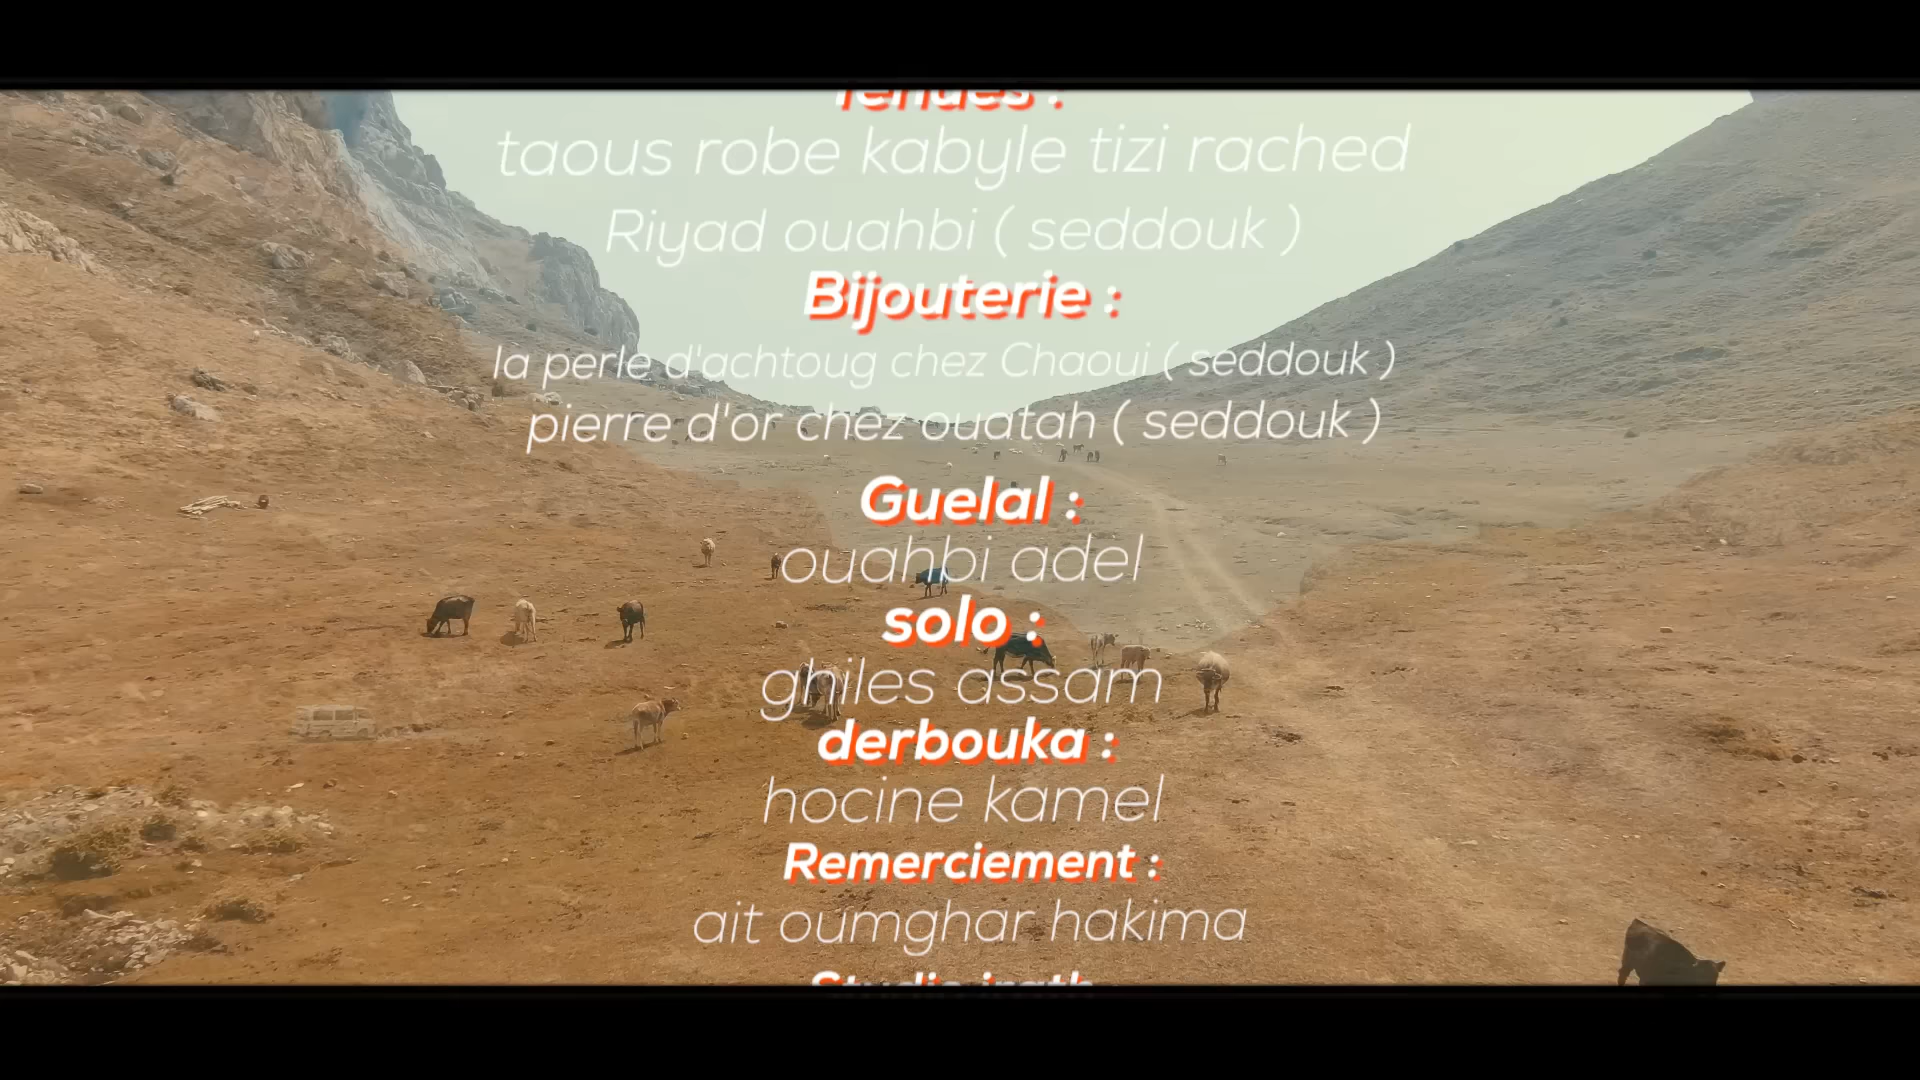 Tenues :
taous robe kabyle tizi rached
Riyad ouahbi ( seddouk )
Bijouterie :
la perle d'achtoug chez Chaoui ( seddouk )
pierre d'or chez ouatah ( seddouk )
Guelal :
ouahbi adel
solo :
ghiles assam
derbouka :
hocine kamel
Remerciement :
ait oumghar hakima